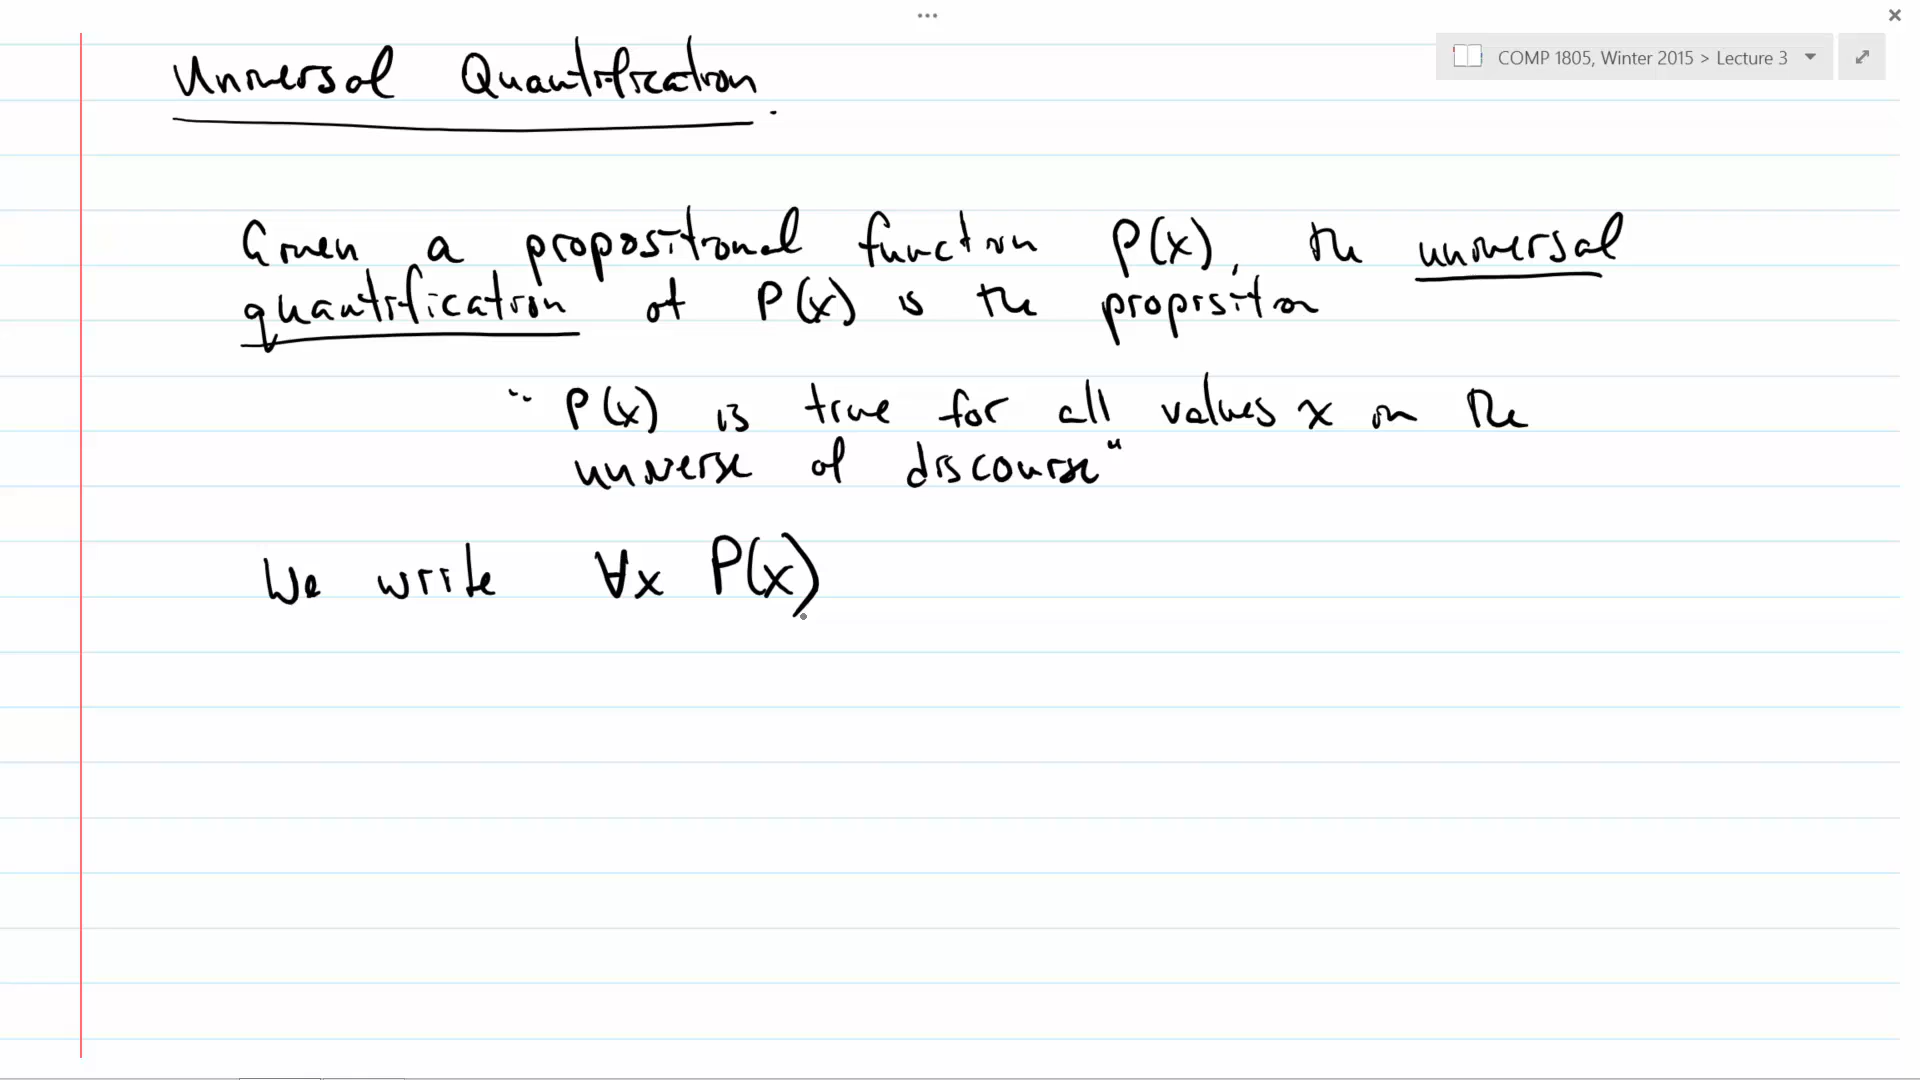 ...
COMP 1805, Winter 2015 > Lecture 3
Universal Quantification.
Given a propositional function P(x), the universal
quantification of P(x) is the proposition
"P(x) is true for all values x in the
universe of discourse"
We write ∀x P(x)